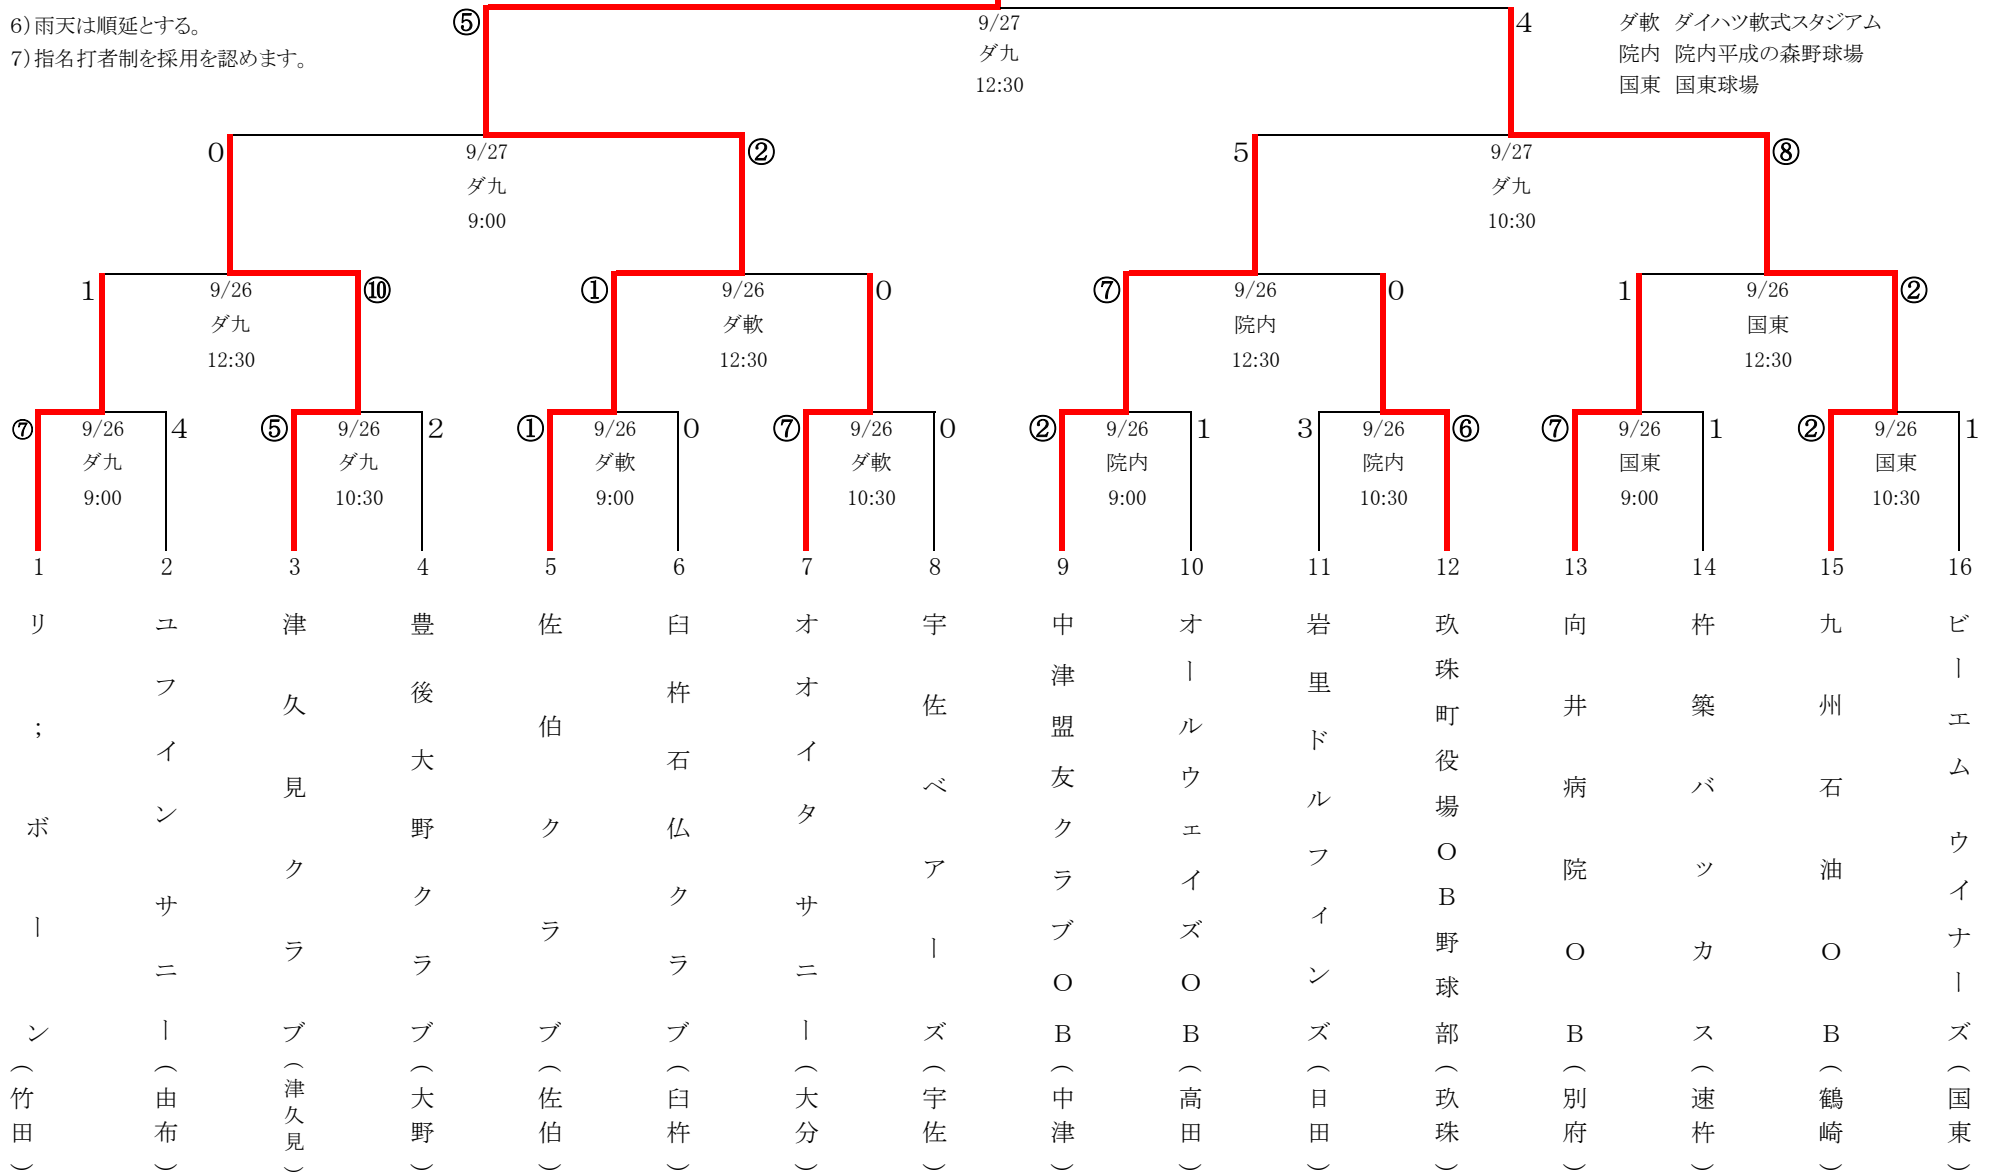 6)雨天は順延とする。
7)指名打者制を採用を認めます。
ダ軟 ダイハツ軟式スタジアム
院内 院内平成の森野球場
国東 国東球場
⑤ 9/27 4
ダ九
12:30
0 9/27 ② 5 9/27 ⑧
ダ九 ダ九
9:00 10:30
1 9/26 ⑩ ① 9/26 0 ⑦ 9/26 0 1 9/26 ②
ダ九 ダ軟 院内 国東
12:30 12:30 12:30 12:30
⑦ 9/26 4 ⑤ 9/26 2 ① 9/26 0 ⑦ 9/26 0 ② 9/26 1 3 9/26 ⑥ ⑦ 9/26 1 ② 9/26 1
ダ九 ダ九 ダ軟 ダ軟 院内 院内 国東 国東
9:00 10:30 9:00 10:30 9:00 10:30 9:00 10:30
1 2 3 4 5 6 7 8 9 10 11 12 13 14 15 16
リ;ボーン(竹田)
ユフイン サニー(由布)
津久見クラブ(津久見)
豊後大野クラブ(大野)
佐伯クラブ(佐伯)
臼杵石仏クラブ(臼杵)
オオイタ サニー(大分)
宇佐ベアーズ(宇佐)
中津盟友クラブOB(中津)
オールウェイズOB(高田)
岩里ドルフィンズ(日田)
玖珠町役場OB野球部(玖珠)
向井病院OB(別府)
杵築バッカス(速杵)
九州石油OB(鶴崎)
ビーエム ウイナーズ(国東)